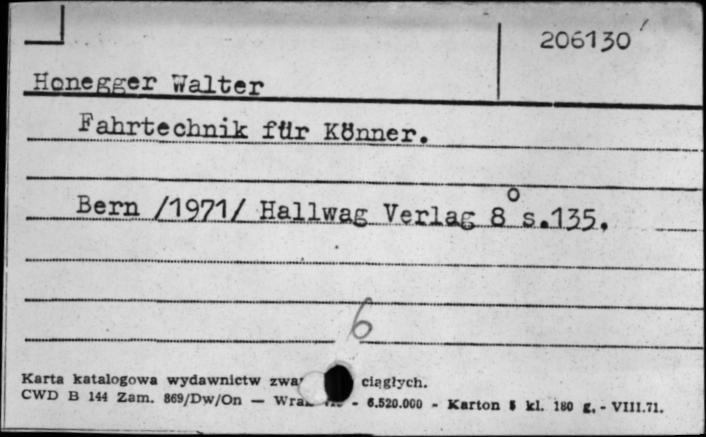 206130
Honegger Walter
Fahrtechnik für Könner.
Bern /1971/ Hallwag Verlag 8° s.135.
6
Karta katalogowa wydawnictw ciągłych.
CWD B 144 Zam. 869/Dw/On — - 6.520.000 - Karton kl. 180 g. - VIII.71.